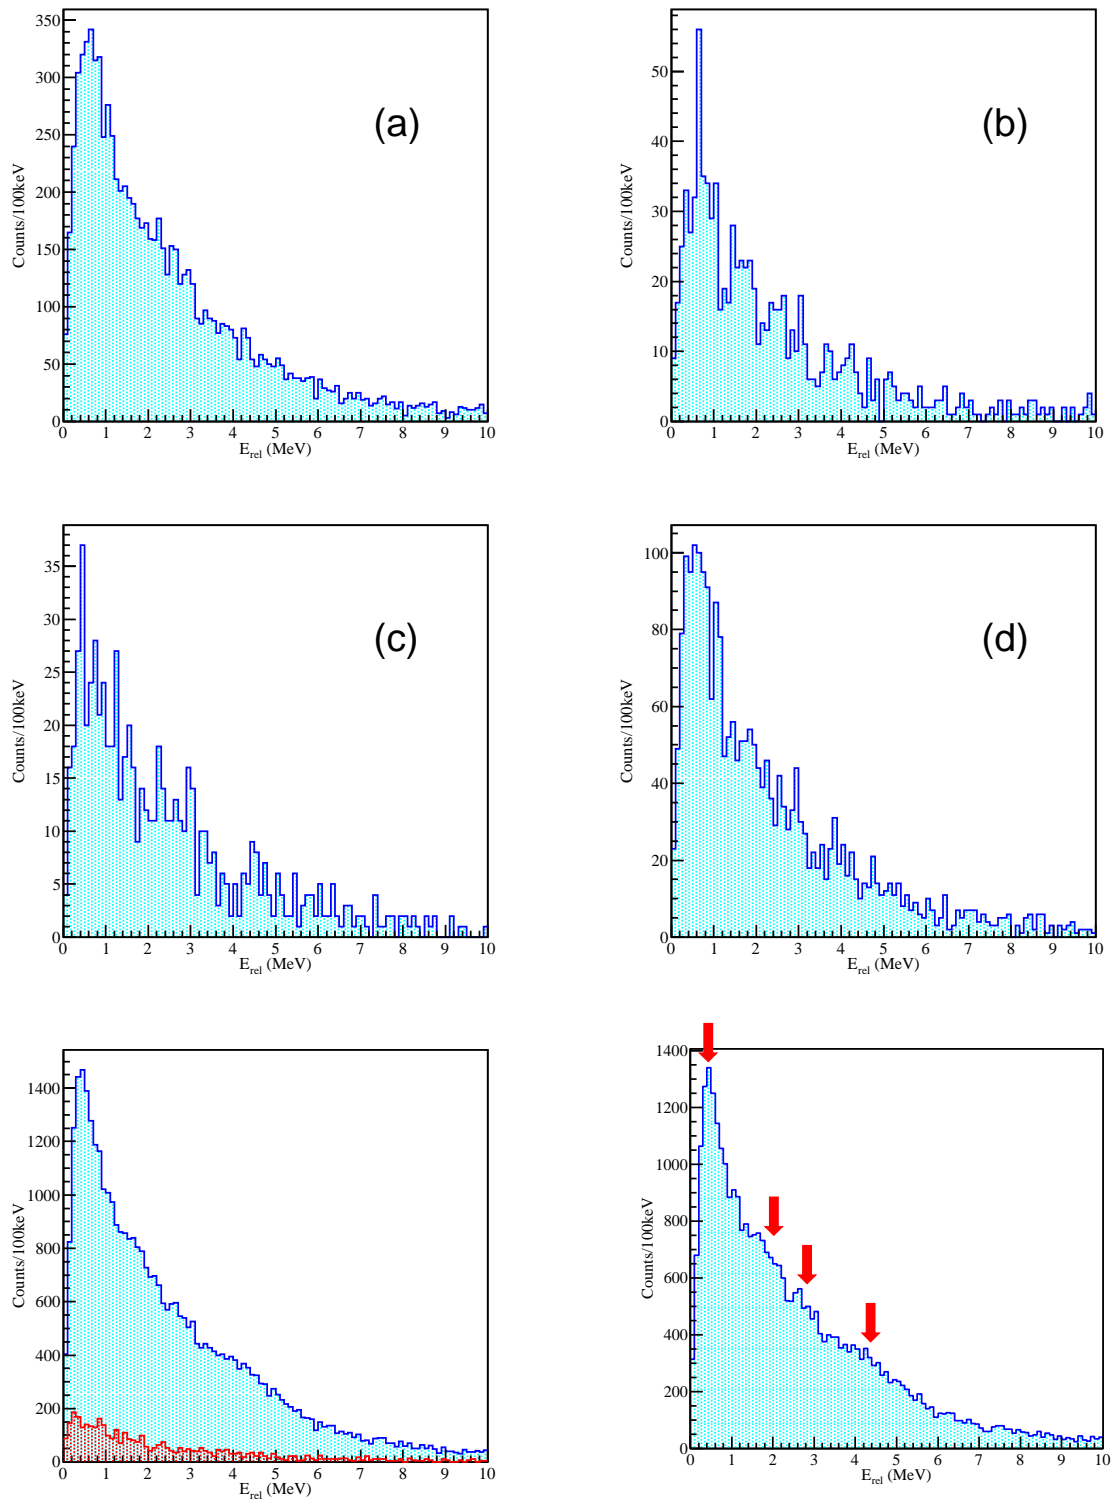 350
300
250
200
150
100
50
0
Counts/100keV
(a)
0 1 2 3 4 5 6 7 8 9 10
E_rel (MeV)
50
40
30
20
10
0
Counts/100keV
(b)
0 1 2 3 4 5 6 7 8 9 10
E_rel (MeV)
35
30
25
20
15
10
5
0
Counts/100keV
(c)
0 1 2 3 4 5 6 7 8 9 10
E_rel (MeV)
100
80
60
40
20
0
Counts/100keV
(d)
0 1 2 3 4 5 6 7 8 9 10
E_rel (MeV)
1400
1200
1000
800
600
400
200
0
Counts/100keV
0 1 2 3 4 5 6 7 8 9 10
E_rel (MeV)
1400
1200
1000
800
600
400
200
0
Counts/100keV
0 1 2 3 4 5 6 7 8 9 10
E_rel (MeV)